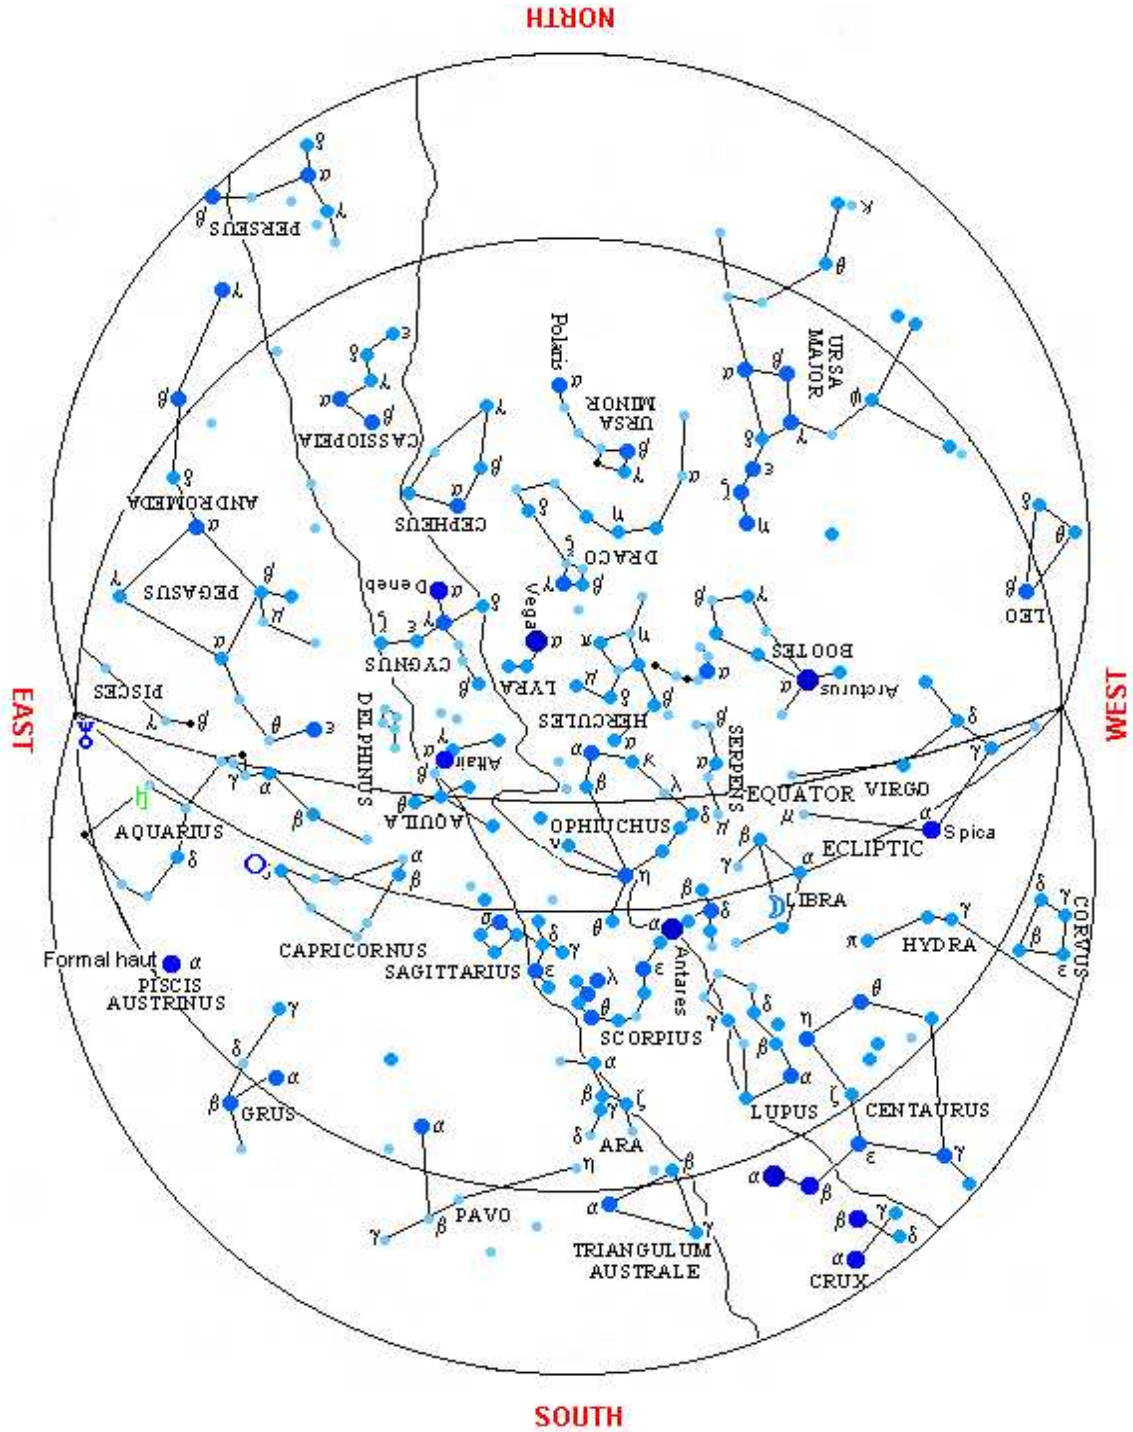 NORTH
δ
α
γ
β
PERSEUS
κ
θ
γ
ε
δ
γ
α
β
CASSIOPEIA
Polaris
α
URSA
MINOR
β
γ
URSA
MAJOR
α
β
γ
ψ
δ
ε
ζ
η
β
δ
ANDROMEDA
α
γ
β
α
CEPHEUS
δ
η
α
DRACO
ζ
γ
β
δ
θ
β
LEO
γ
PEGASUS
β
μ
α
Deneb
α
δ
γ
ε
ζ
CYGNUS
β
Vega
α
LYRA
π
η
μ
δ
β
HERCULES
α
α
β
γ
BOOTES
α
Arcturus
EAST
WEST
PISCES
γ
β
θ
ε
DELPHINUS
γ
α
Altair
β
θ
AQUILA
α
κ
β
λ
δ
OPHIUCHUS
ν
η
θ
β
α
SERPENS
μ
EQUATOR
VIRGO
δ
γ
μ
α
Spica
ECLIPTIC
γ
α
β
AQUARIUS
δ
α
β
CAPRICORNUS
β
γ
α
LIBRA
σ
δ
γ
ε
SAGITTARIUS
β
δ
α
Antares
ε
λ
θ
SCORPIUS
γ
π
HYDRA
δ
γ
β
ε
CORVUS
Formal haut
α
PISCIS
AUSTRINUS
γ
δ
α
β
GRUS
δ
γ
β
α
LUPUS
θ
η
ζ
CENTAURUS
ε
γ
α
β
α
β
ζ
γ
δ
ARA
α
η
β
γ
PAVO
β
α
γ
TRIANGULUM
AUSTRALE
β
γ
δ
α
CRUX
SOUTH